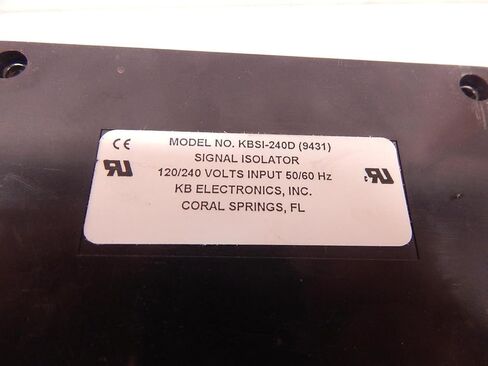 CE MODEL NO. KBSI-240D (9431)
SIGNAL ISOLATOR
120/240 VOLTS INPUT 50/60 Hz
KB ELECTRONICS, INC.
CORAL SPRINGS, FL